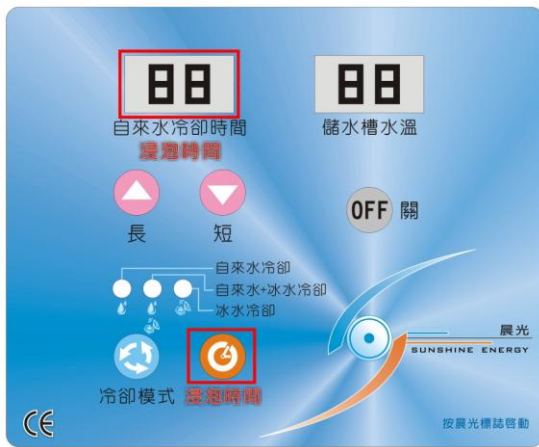 88 88
自來水冷卻時間 儲水槽水溫
浸泡時間
OFF 關
長 短
自來水冷卻
自來水+冰水冷卻
冰水冷卻
晨光
SUNSHINE ENERGY
冷卻模式 浸泡時間
CE
按晨光標誌啓動